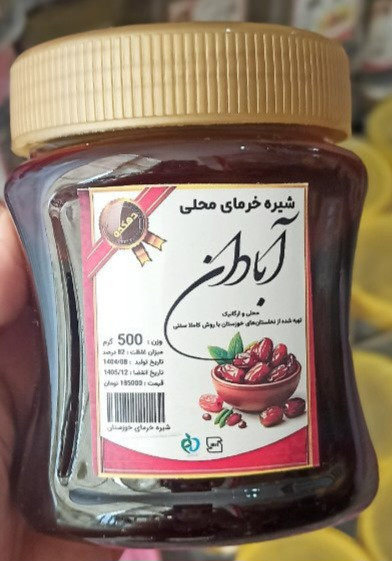 شیره خرمای محلی
آبادان
دهکده
محلی و ارگانیک
تهیه شده از نخلستان‌های خوزستان با روش کاملا سنتی
وزن : 500 گرم
میزان غلظت : 82 درصد
تاریخ تولید : 1404/08
تاریخ انقضا : 1405/12
قیمت : 195000 تومان
شیره خرمای خوزستان